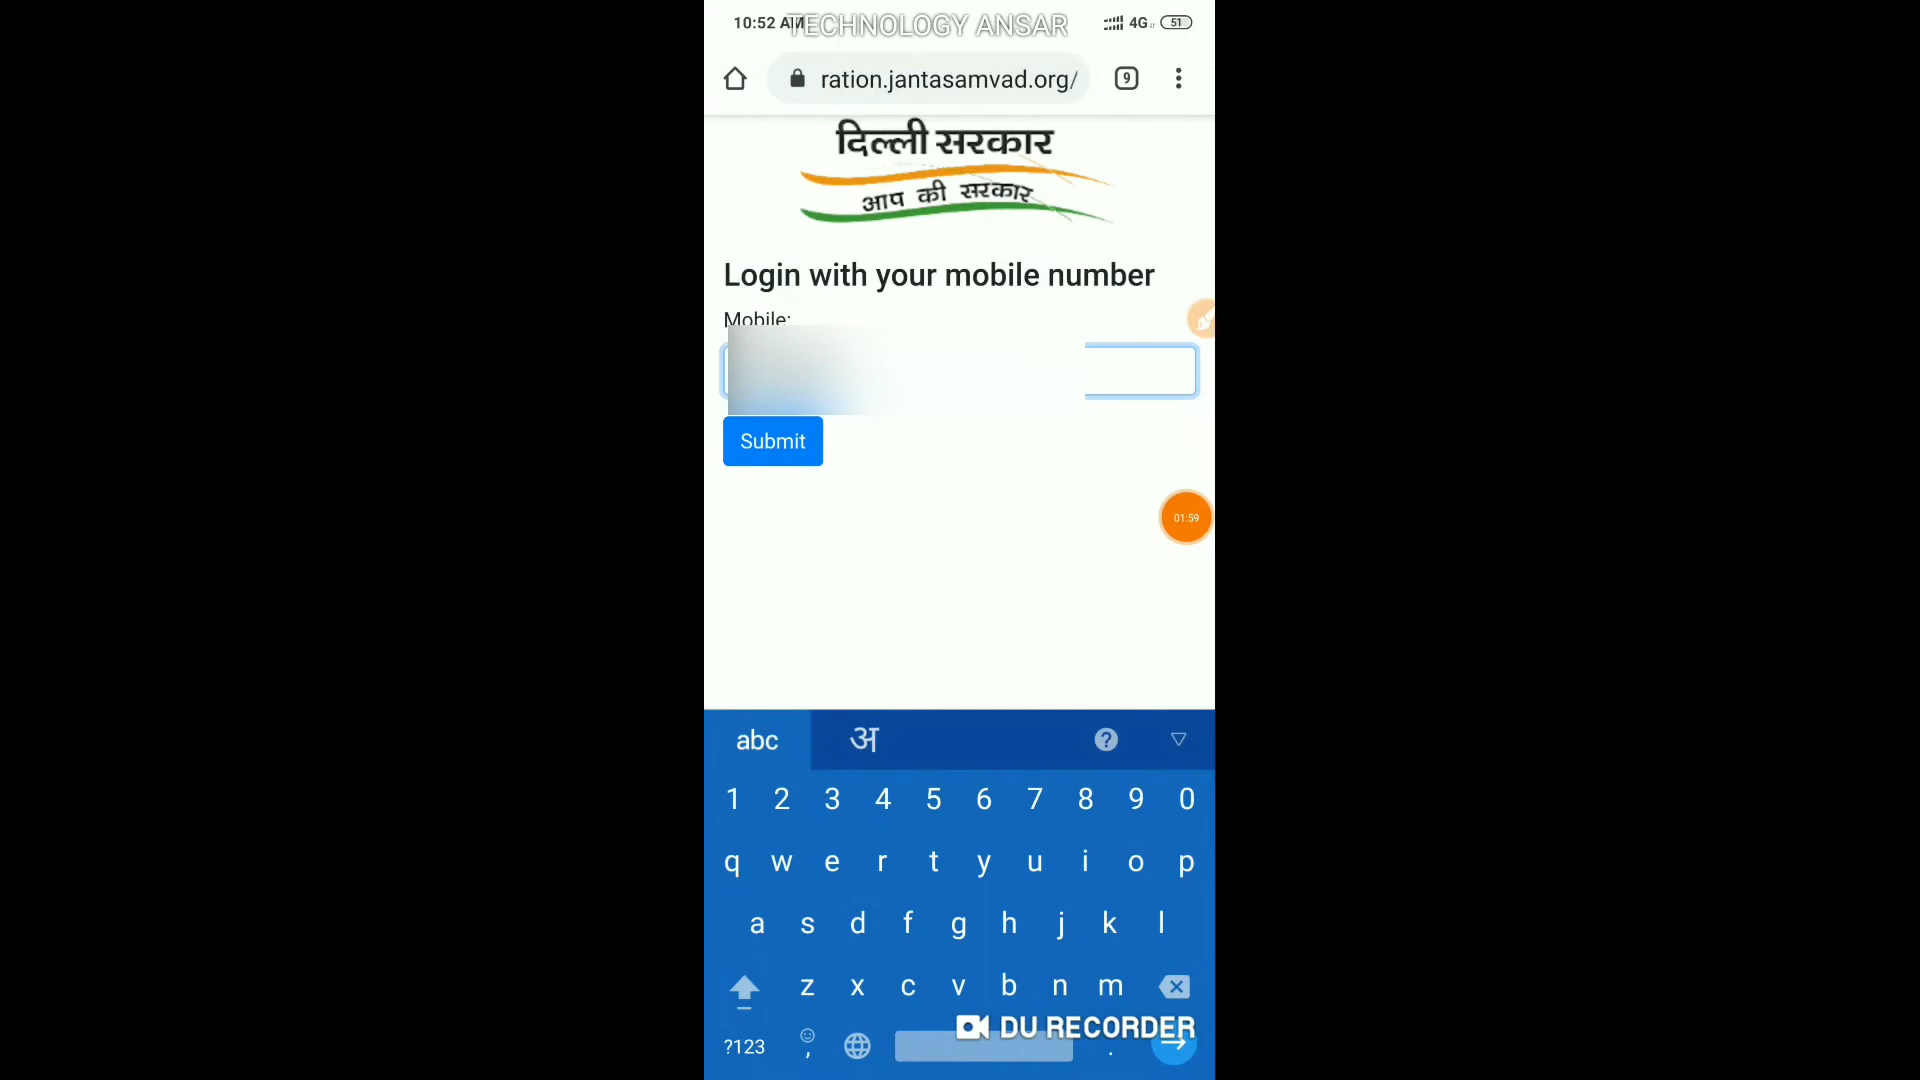 10:52 AM
TECHNOLOGY ANSAR
4G
51
ration.jantasamvad.org/
9
दिल्ली सरकार
आप की सरकार
Login with your mobile number
Mobile:
Submit
01:59
abc अ ?
1 2 3 4 5 6 7 8 9 0
q w e r t y u i o p
a s d f g h j k l
z x c v b n m
DU RECORDER
?123 , .